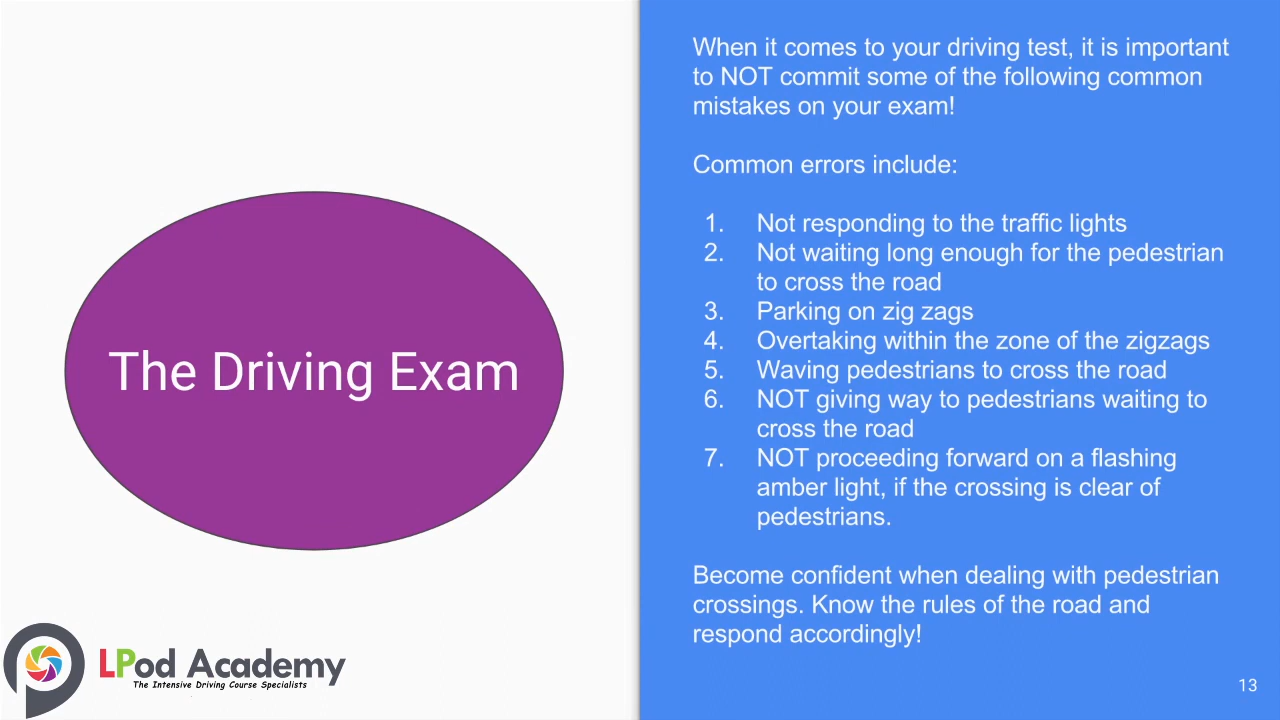 The Driving Exam
LPod Academy
The Intensive Driving Course Specialists
When it comes to your driving test, it is important
to NOT commit some of the following common
mistakes on your exam!
Common errors include:
1. Not responding to the traffic lights
2. Not waiting long enough for the pedestrian
to cross the road
3. Parking on zig zags
4. Overtaking within the zone of the zigzags
5. Waving pedestrians to cross the road
6. NOT giving way to pedestrians waiting to
cross the road
7. NOT proceeding forward on a flashing
amber light, if the crossing is clear of
pedestrians.
Become confident when dealing with pedestrian
crossings. Know the rules of the road and
respond accordingly!
13